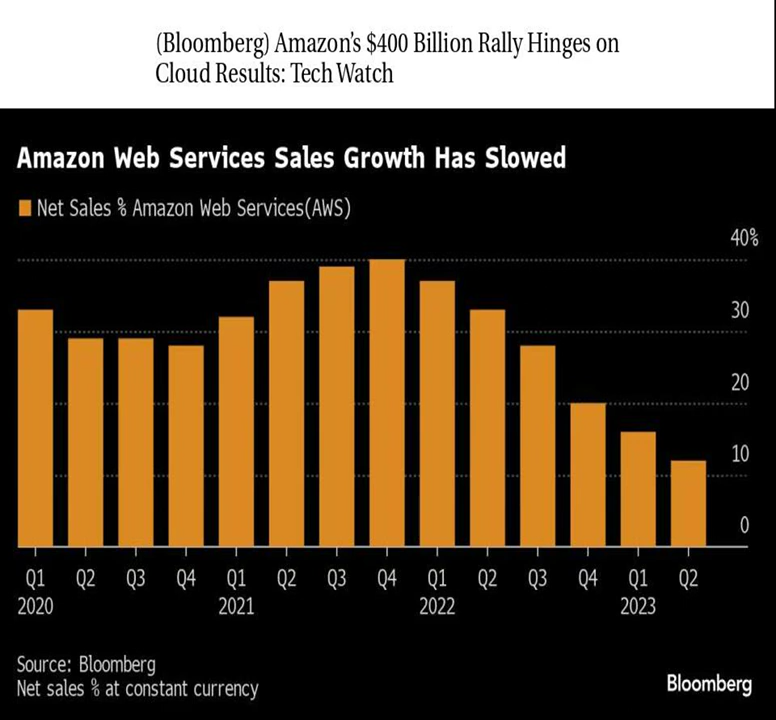 (Bloomberg) Amazon’s $400 Billion Rally Hinges on
Cloud Results: Tech Watch
Amazon Web Services Sales Growth Has Slowed
Net Sales % Amazon Web Services(AWS)
40%
30
20
10
0
Q1 Q2 Q3 Q4 Q1 Q2 Q3 Q4 Q1 Q2 Q3 Q4 Q1 Q2
2020 2021 2022 2023
Source: Bloomberg
Net sales % at constant currency
Bloomberg